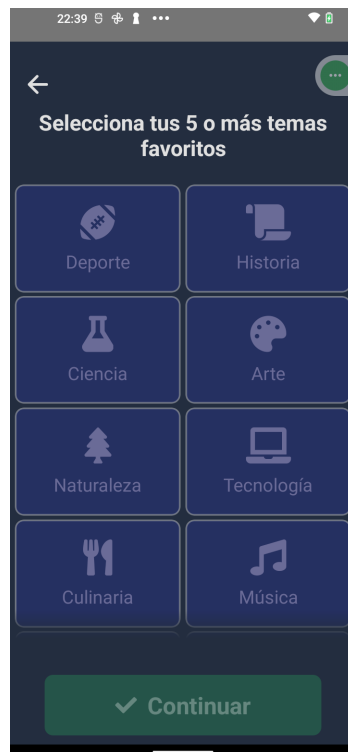 22:39
Selecciona tus 5 o más temas
favoritos
Deporte
Historia
Ciencia
Arte
Naturaleza
Tecnología
Culinaria
Música
Continuar